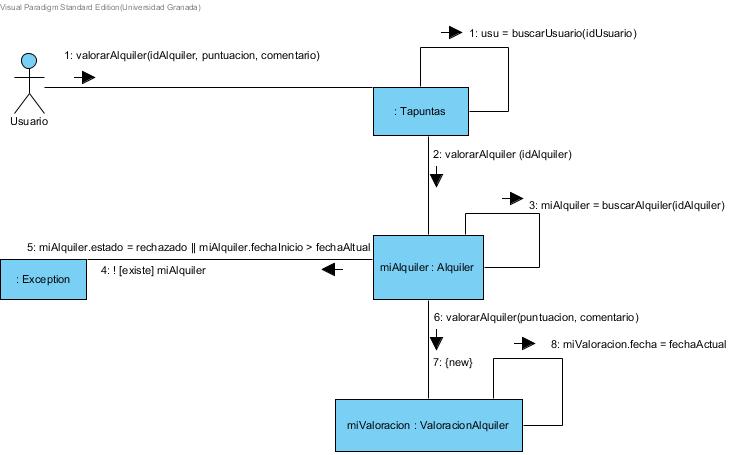 Visual Paradigm Standard Edition(Universidad Granada)
1: usu = buscarUsuario(idUsuario)
1: valorarAlquiler(idAlquiler, puntuacion, comentario)
Usuario
: Tapuntas
2: valorarAlquiler (idAlquiler)
3: miAlquiler = buscarAlquiler(idAlquiler)
5: miAlquiler.estado = rechazado || miAlquiler.fechaInicio > fechaAltual
4: ! [existe] miAlquiler
: Exception
miAlquiler : Alquiler
6: valorarAlquiler(puntuacion, comentario)
8: miValoracion.fecha = fechaActual
7: {new}
miValoracion : ValoracionAlquiler